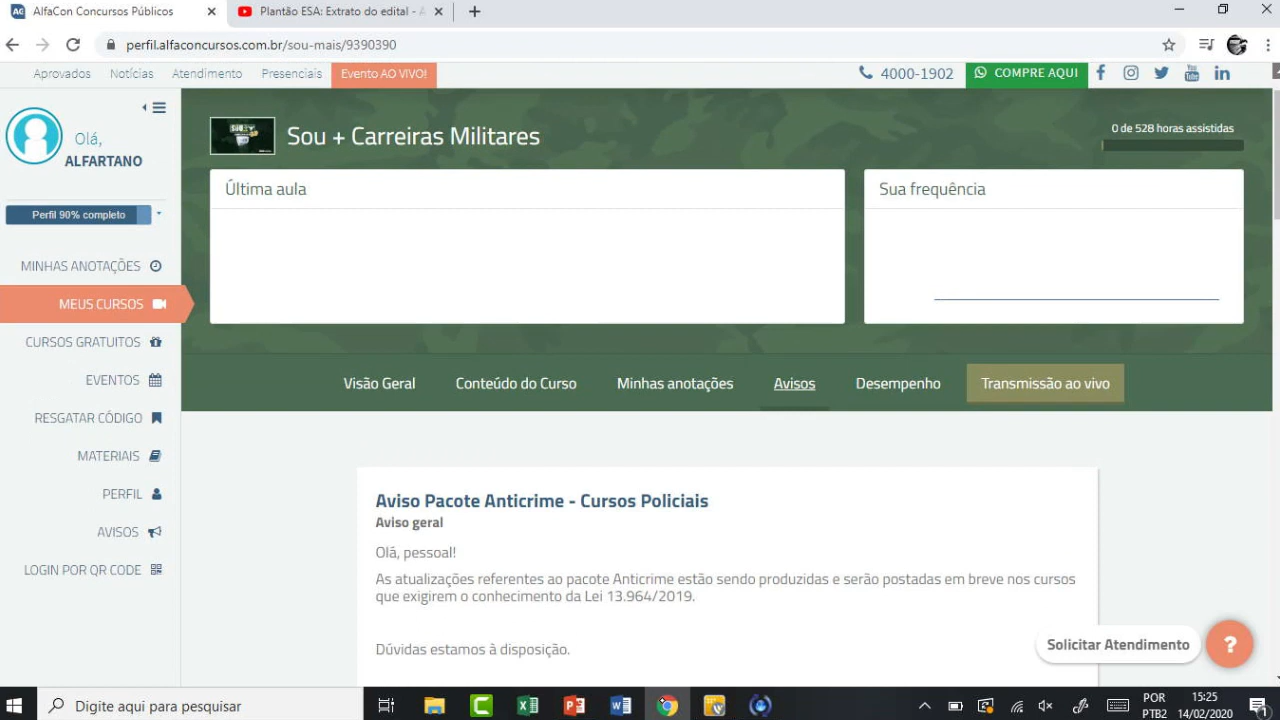 AlfaCon Concursos Públicos
Plantão ESA: Extrato do edital -
perfil.alfaconcursos.com.br/sou-mais/9390390
Aprovados Notícias Atendimento Presenciais Evento AO VIVO! 4000-1902 COMPRE AQUI
Olá,
ALFARTANO
Perfil 90% completo
MINHAS ANOTAÇÕES
MEUS CURSOS
CURSOS GRATUITOS
EVENTOS
RESGATAR CÓDIGO
MATERIAIS
PERFIL
AVISOS
LOGIN POR QR CODE
Sou + Carreiras Militares
0 de 528 horas assistidas
Última aula
Sua frequência
Visão Geral Conteúdo do Curso Minhas anotações Avisos Desempenho Transmissão ao vivo
Aviso Pacote Anticrime - Cursos Policiais
Aviso geral
Olá, pessoal!
As atualizações referentes ao pacote Anticrime estão sendo produzidas e serão postadas em breve nos cursos
que exigirem o conhecimento da Lei 13.964/2019.
Dúvidas estamos à disposição.
Solicitar Atendimento ?
Digite aqui para pesquisar
POR
PTB2
15:25
14/02/2020